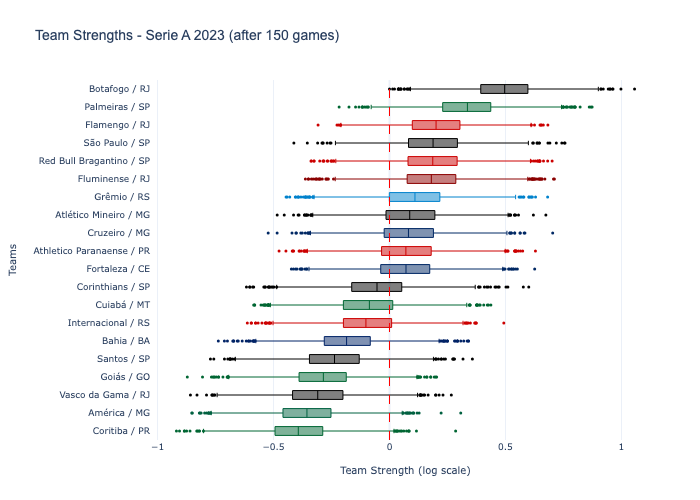 Team Strengths - Serie A 2023 (after 150 games)
Teams
Botafogo / RJ
Palmeiras / SP
Flamengo / RJ
São Paulo / SP
Red Bull Bragantino / SP
Fluminense / RJ
Grêmio / RS
Atlético Mineiro / MG
Cruzeiro / MG
Athletico Paranaense / PR
Fortaleza / CE
Corinthians / SP
Cuiabá / MT
Internacional / RS
Bahia / BA
Santos / SP
Goiás / GO
Vasco da Gama / RJ
América / MG
Coritiba / PR
−1 −0.5 0 0.5 1
Team Strength (log scale)